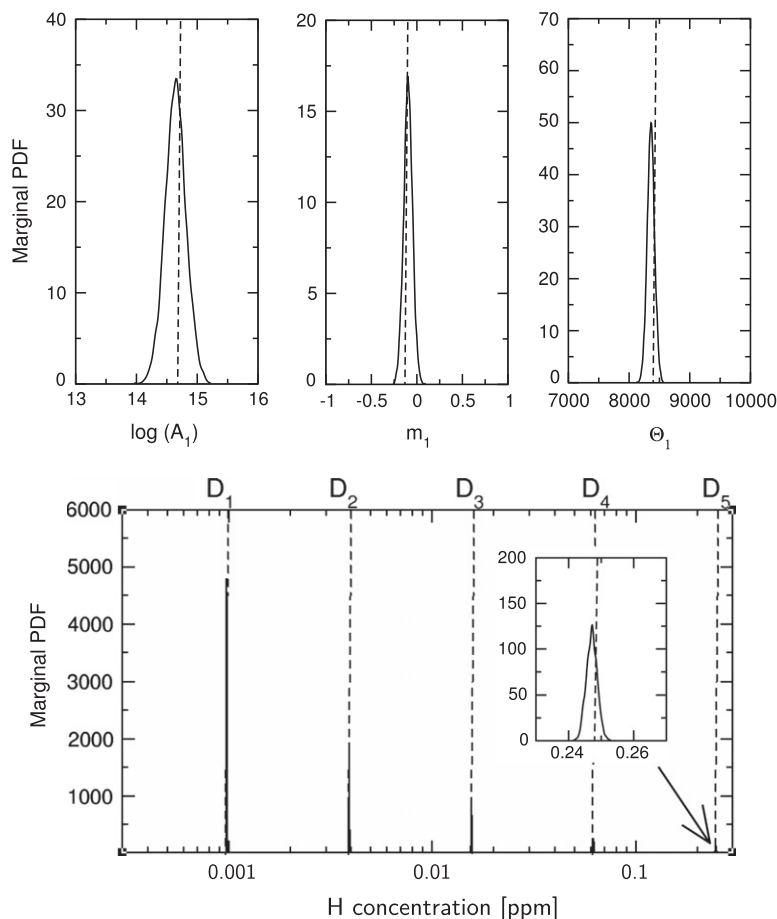 40 30 20 10 0
Marginal PDF
13 14 15 16
log (A₁)
20 15 10 5 0
-1 -0.5 0 0.5 1
m₁
70 60 50 40 30 20 10 0
7000 8000 9000 10000
Θ₁
D₁ D₂ D₃ D₄ D₅
6000 5000 4000 3000 2000 1000
Marginal PDF
200 175 100 50 0
0.24 0.26
0.001 0.01 0.1
H concentration [ppm]